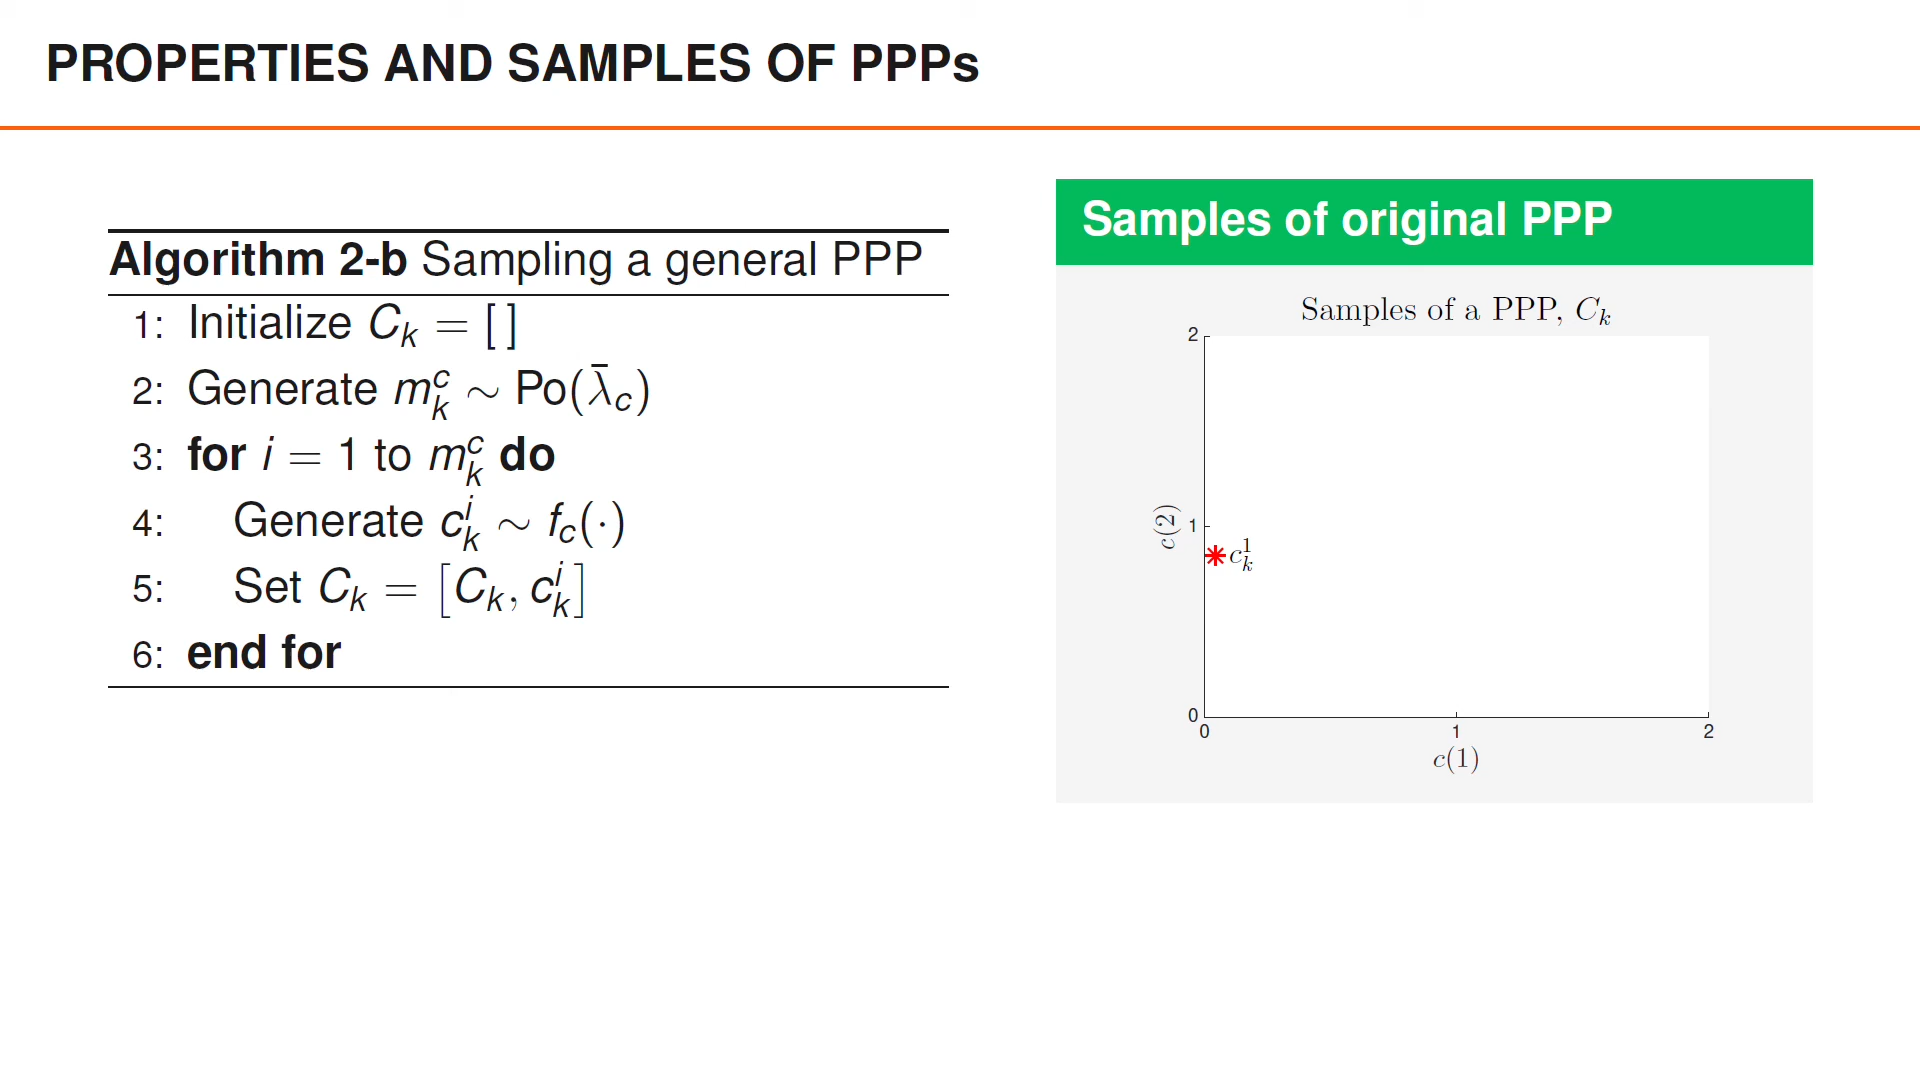 PROPERTIES AND SAMPLES OF PPPs
Algorithm 2-b Sampling a general PPP
1: Initialize C_k = [ ]
2: Generate m_k^c ∼ Po(λ̄_c)
3: for i = 1 to m_k^c do
4: Generate c_k^i ∼ f_c(·)
5: Set C_k = [C_k, c_k^i]
6: end for
Samples of original PPP
Samples of a PPP, C_k
2
1
0
c(2)
c_k^1
0 1 2
c(1)